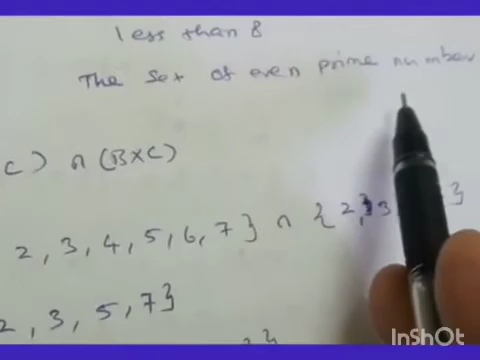 less than 8
The set of even prime number
C) ∩ (B×C)
2, 3, 4, 5, 6, 7} ∩ {2, 3
2, 3, 5, 7}
InShOt